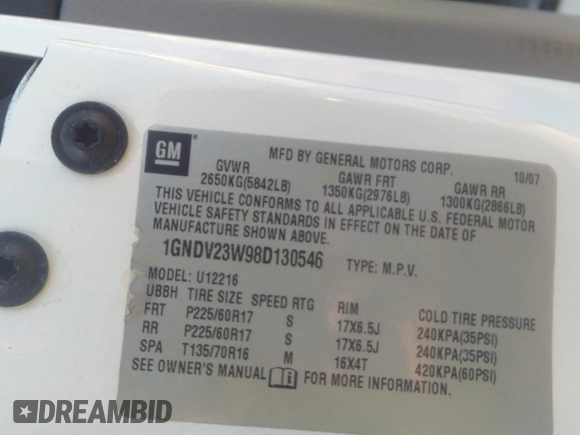 GM
MFD BY GENERAL MOTORS CORP. 10/07
GVWR GAWR FRT GAWR RR
2650KG(5842LB) 1350KG(2976LB) 1300KG(2866LB)
THIS VEHICLE CONFORMS TO ALL APPLICABLE U.S. FEDERAL MOTOR
VEHICLE SAFETY STANDARDS IN EFFECT ON THE DATE OF
MANUFACTURE SHOWN ABOVE.
1GNDV23W98D130546 TYPE: M.P.V.
MODEL: U12216
UBBH TIRE SIZE SPEED RTG RIM COLD TIRE PRESSURE
FRT P225/60R17 S 17X6.5J 240KPA(35PSI)
RR P225/60R17 S 17X6.5J 240KPA(35PSI)
SPA T135/70R16 M 16X4T 420KPA(60PSI)
SEE OWNER'S MANUAL i FOR MORE INFORMATION.
DREAMBID